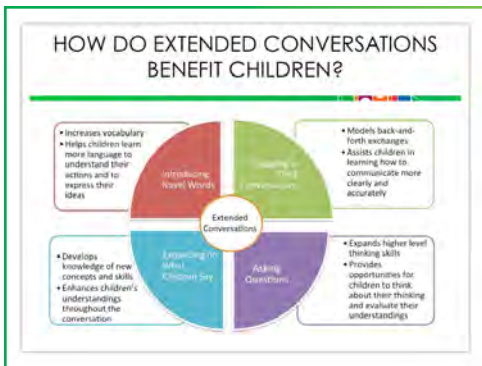 HOW DO EXTENDED CONVERSATIONS
BENEFIT CHILDREN?
• Increases vocabulary
• Helps children learn
more language to
understand their
actions and to
express their
ideas
Introducing
Novel Words
• Models back-and-
forth exchanges
• Assists children in
learning how to
communicate more
clearly and
accurately
Extended
Conversations
• Develops
knowledge of new
concepts and skills
• Enhances children's
understandings
throughout the
conversation
Expanding on
What
Children Say
Asking
Questions
• Expands higher level
thinking skills
• Provides
opportunities for
children to think
about their thinking
and evaluate their
understandings